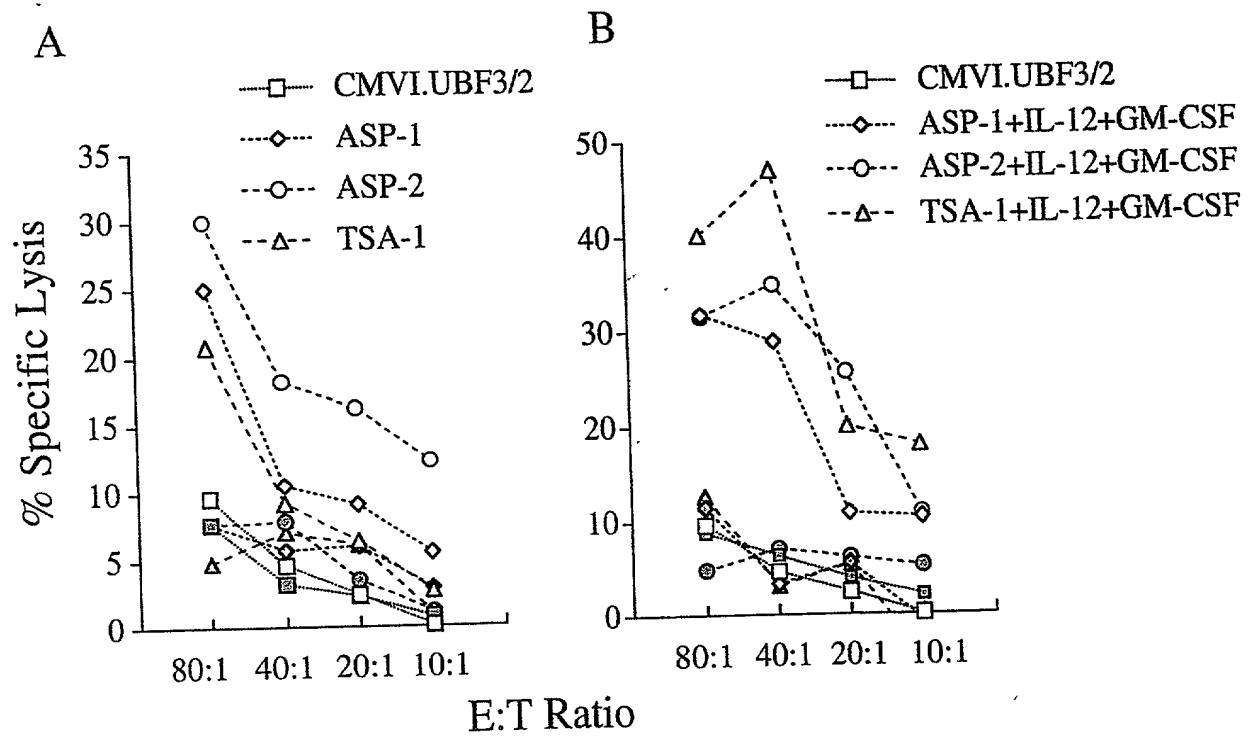 A
CMVI.UBF3/2
ASP-1
ASP-2
TSA-1
35
30
25
20
15
10
5
0
80:1 40:1 20:1 10:1
% Specific Lysis
B
CMVI.UBF3/2
ASP-1+IL-12+GM-CSF
ASP-2+IL-12+GM-CSF
TSA-1+IL-12+GM-CSF
50
40
30
20
10
0
80:1 40:1 20:1 10:1
E:T Ratio